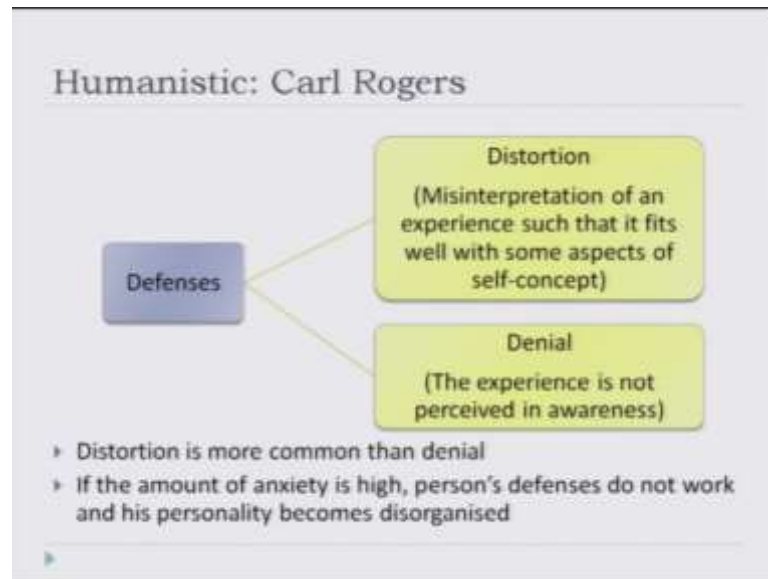 Humanistic: Carl Rogers
Defenses
Distortion
(Misinterpretation of an
experience such that it fits
well with some aspects of
self-concept)
Denial
(The experience is not
perceived in awareness)
Distortion is more common than denial
If the amount of anxiety is high, person's defenses do not work
and his personality becomes disorganised